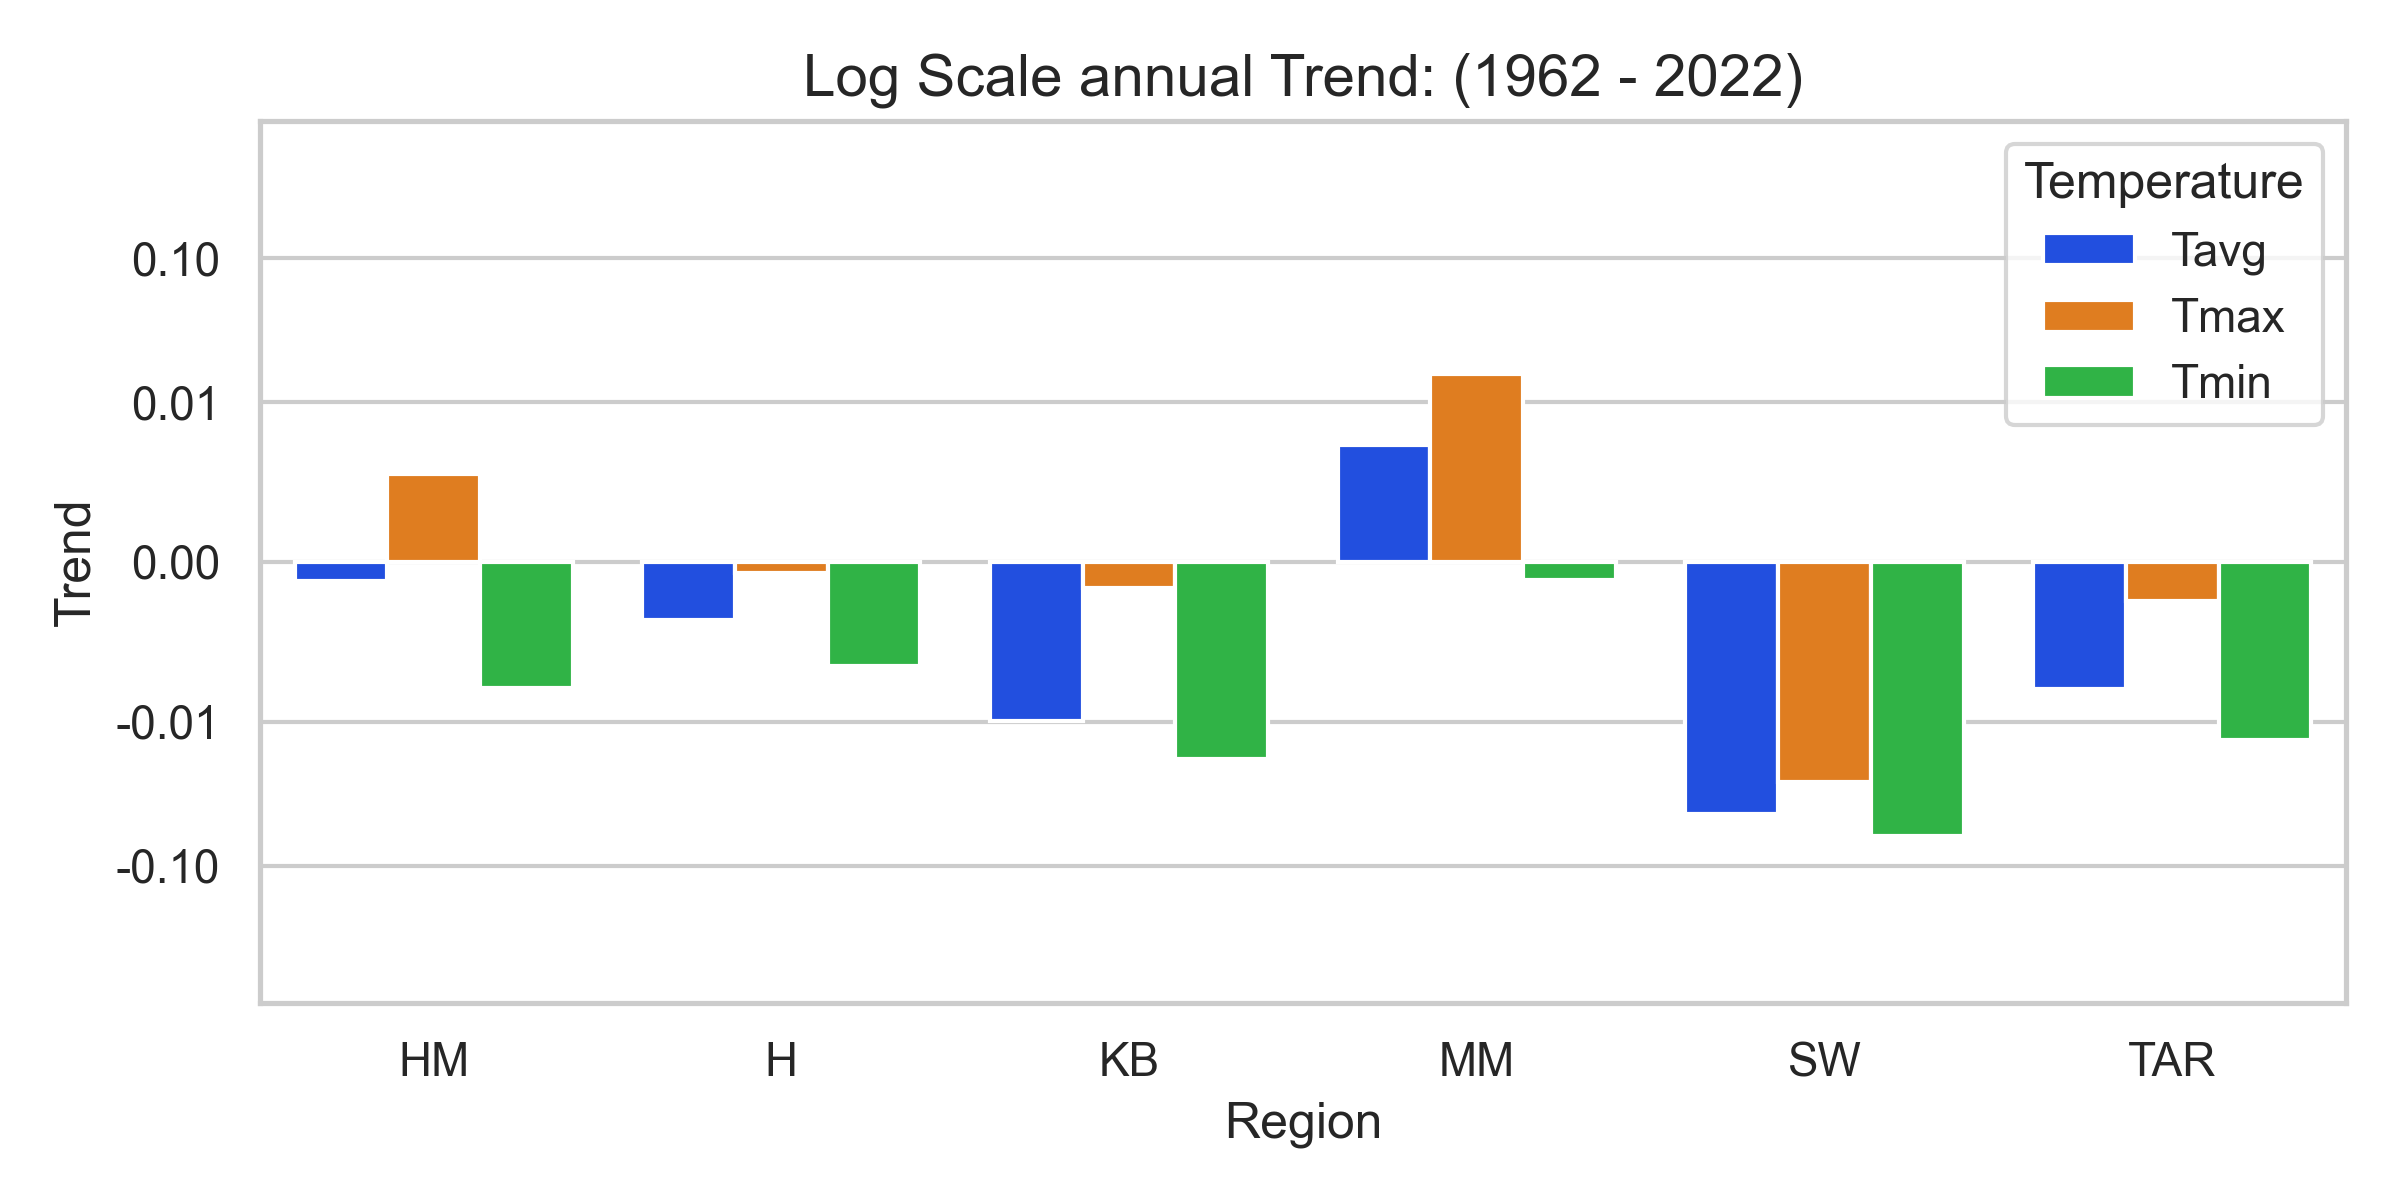 Log Scale annual Trend: (1962 - 2022)
Temperature
Tavg
Tmax
Tmin
0.10
0.01
0.00
-0.01
-0.10
Trend
HM H KB MM SW TAR
Region